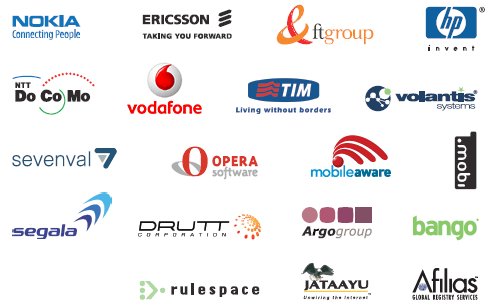 NOKIA
Connecting People
ERICSSON
TAKING YOU FORWARD
ftgroup
hp
®
invent
NTT
DoCoMo
vodafone
TIM
Living without borders
volantis
systems
sevenval
OPERA
software
mobileaware
.mobi
segala
DRUTT
CORPORATION
Argogroup
bango
rulespace
JATAAYU
Unwiring the Internet
Afilias
GLOBAL REGISTRY SERVICES